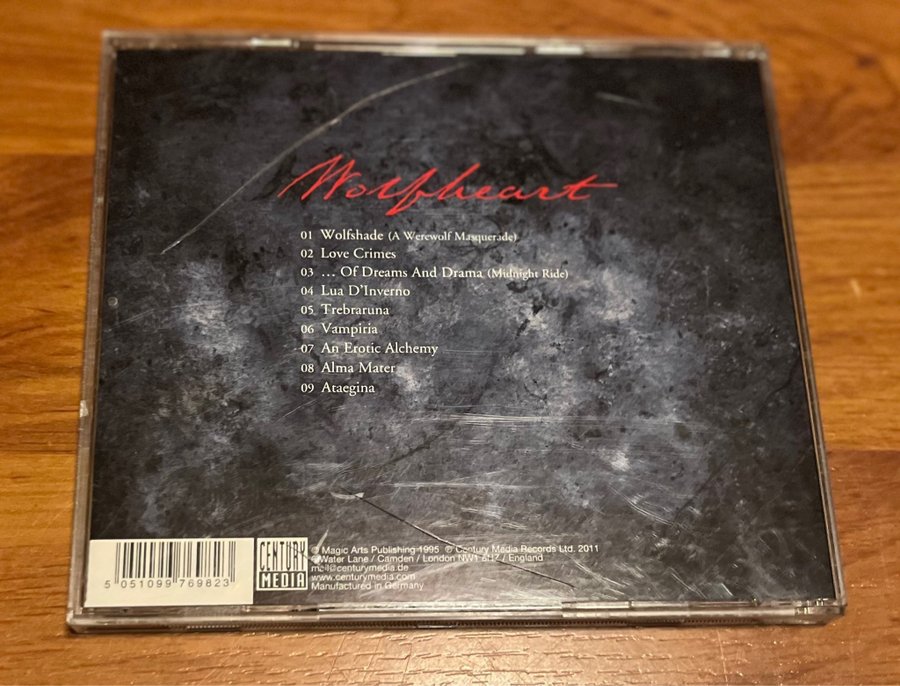 Wolfheart
01 Wolfshade (A Werewolf Masquerade)
02 Love Crimes
03 ... Of Dreams And Drama (Midnight Ride)
04 Lua D'Inverno
05 Trebraruna
06 Vampiria
07 An Erotic Alchemy
08 Alma Mater
09 Ataegina
5 051099 769823
CENTURY
MEDIA
© Magic Arts Publishing 1995 ℗ Century Media Records Ltd. 2011
Water Lane / Camden / London NW1 / England
mail@centurymedia.de
www.centurymedia.com
Manufactured in Germany